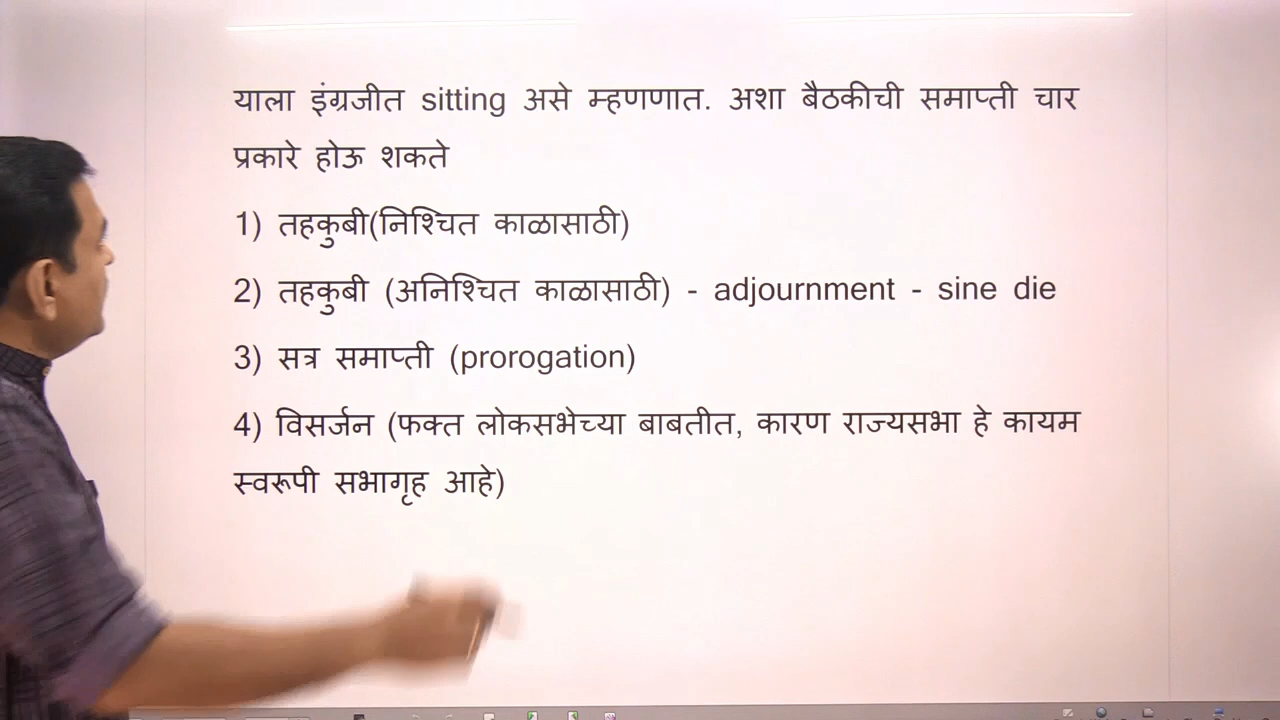 याला इंग्रजीत sitting असे म्हणणात. अशा बैठकीची समाप्ती चार
प्रकारे होऊ शकते
1) तहकुबी(निश्चित काळासाठी)
2) तहकुबी (अनिश्चित काळासाठी) - adjournment - sine die
3) सत्र समाप्ती (prorogation)
4) विसर्जन (फक्त लोकसभेच्या बाबतीत, कारण राज्यसभा हे कायम
स्वरूपी सभागृह आहे)